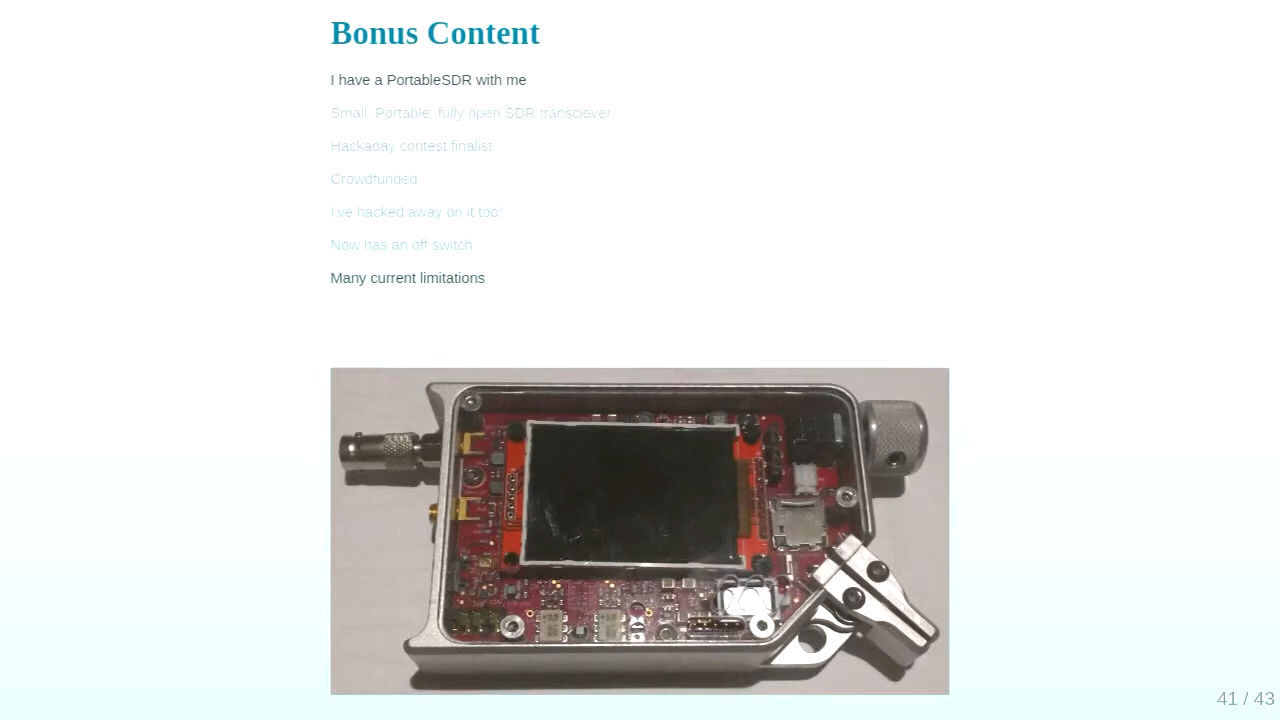 Bonus Content
I have a PortableSDR with me
Small, Portable, fully open SDR transciever
Hackaday contest finalist
Crowdfunded
I've hacked away on it too!
Now has an off switch
Many current limitations
41 / 43